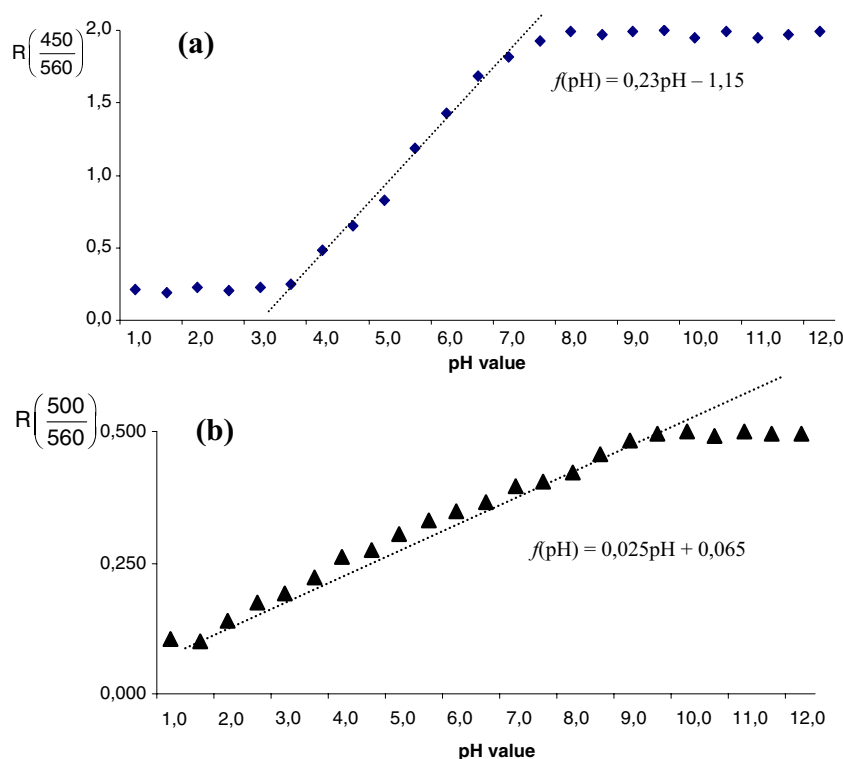 (a)
R(450/560)
2,0
f(pH) = 0,23pH – 1,15
1,5
1,0
0,5
0,0
1,0 2,0 3,0 4,0 5,0 6,0 7,0 8,0 9,0 10,0 11,0 12,0
pH value
(b)
R(500/560)
0,500
f(pH) = 0,025pH + 0,065
0,250
0,000
1,0 2,0 3,0 4,0 5,0 6,0 7,0 8,0 9,0 10,0 11,0 12,0
pH value